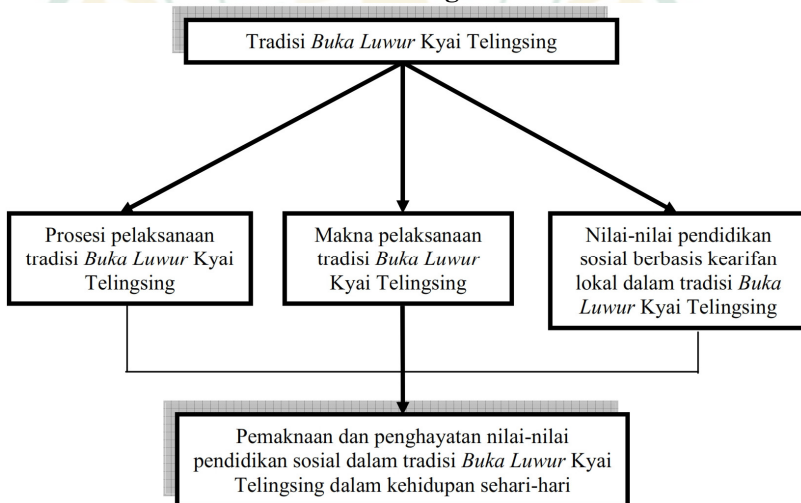 Tradisi Buka Luwur Kyai Telingsing
Prosesi pelaksanaan
tradisi Buka Luwur Kyai
Telingsing
Makna pelaksanaan
tradisi Buka Luwur
Kyai Telingsing
Nilai-nilai pendidikan
sosial berbasis kearifan
lokal dalam tradisi Buka
Luwur Kyai Telingsing
Pemaknaan dan penghayatan nilai-nilai
pendidikan sosial dalam tradisi Buka Luwur Kyai
Telingsing dalam kehidupan sehari-hari